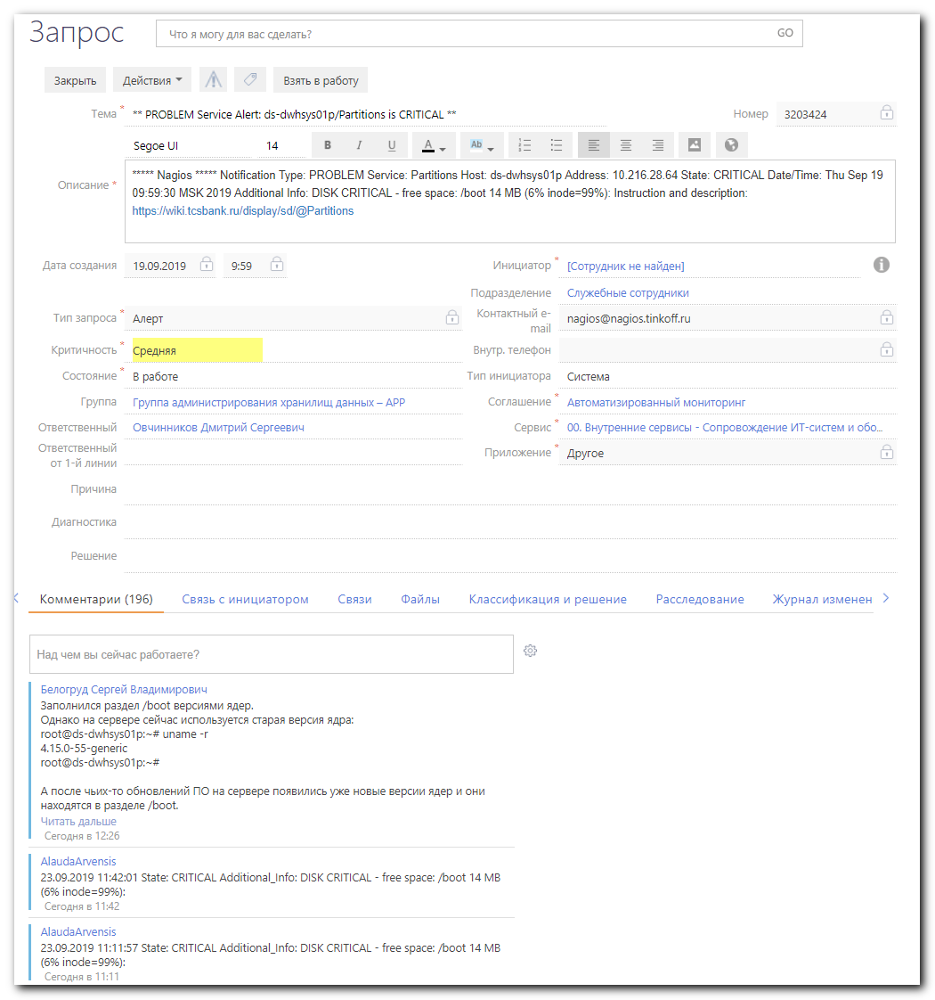 Запрос
Что я могу для вас сделать?
GO
Закрыть
Действия
Взять в работу
Тема *
** PROBLEM Service Alert: ds-dwhsys01p/Partitions is CRITICAL **
Номер
3203424
Segoe UI
14
B
I
U
A
Ab
Описание *
***** Nagios ***** Notification Type: PROBLEM Service: Partitions Host: ds-dwhsys01p Address: 10.216.28.64 State: CRITICAL Date/Time: Thu Sep 19
09:59:30 MSK 2019 Additional Info: DISK CRITICAL - free space: /boot 14 MB (6% inode=99%): Instruction and description:
https://wiki.tcsbank.ru/display/sd/@Partitions
Дата создания
19.09.2019
9:59
Инициатор *
[Сотрудник не найден]
Подразделение
Служебные сотрудники
Тип запроса *
Алерт
Контактный e-
mail
nagios@nagios.tinkoff.ru
Критичность *
Средняя
Внутр. телефон
Состояние *
В работе
Тип инициатора
Система
Группа
Группа администрирования хранилищ данных – APP
Соглашение *
Автоматизированный мониторинг
Ответственный
Овчинников Дмитрий Сергеевич
Сервис *
00. Внутренние сервисы - Сопровождение ИТ-систем и обо...
Ответственный
от 1-й линии
Приложение *
Другое
Причина
Диагностика
Решение
Комментарии (196)
Связь с инициатором
Связи
Файлы
Классификация и решение
Расследование
Журнал изменен
Над чем вы сейчас работаете?
Белогруд Сергей Владимирович
Заполнился раздел /boot версиями ядер.
Однако на сервере сейчас используется старая версия ядра:
root@ds-dwhsys01p:~# uname -r
4.15.0-55-generic
root@ds-dwhsys01p:~#
А после чьих-то обновлений ПО на сервере появились уже новые версии ядер и они
находятся в разделе /boot.
Читать дальше
Сегодня в 12:26
AlaudaArvensis
23.09.2019 11:42:01 State: CRITICAL Additional_Info: DISK CRITICAL - free space: /boot 14 MB
(6% inode=99%):
Сегодня в 11:42
AlaudaArvensis
23.09.2019 11:11:57 State: CRITICAL Additional_Info: DISK CRITICAL - free space: /boot 14 MB
(6% inode=99%):
Сегодня в 11:11